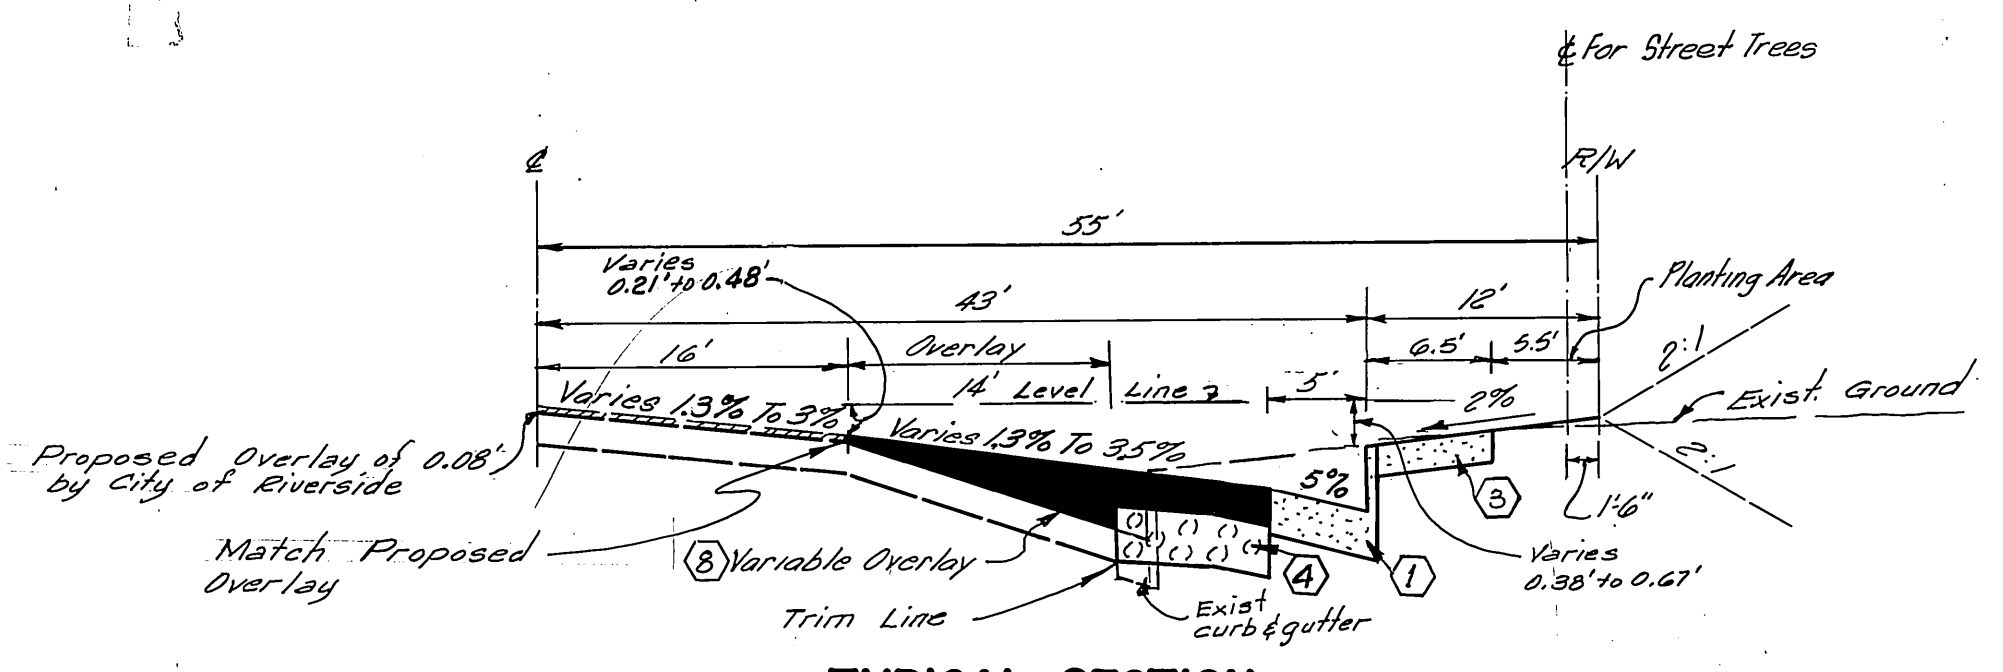 ℄ For Street Trees
℄
R/W
55'
Varies
0.21' to 0.48'
43'
12'
Planting Area
16'
Overlay
6.5'
5.5'
2:1
14' Level Line
5'
Varies 1.3% To 3%
2%
Exist. Ground
Varies 1.3% To 3.5%
Proposed Overlay of 0.08'
by City of Riverside
5%
2:1
3
1'-6"
Match Proposed
Overlay
8 Variable Overlay
4
1
Varies
0.38' to 0.67'
Trim Line
Exist
curb & gutter